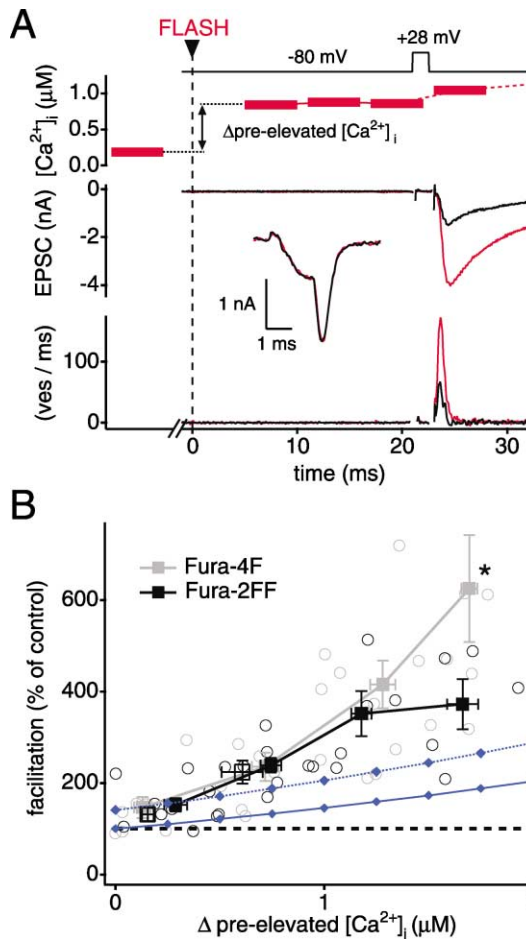 A
FLASH
-80 mV
+28 mV
[Ca²⁺]ᵢ (µM)
1.0
0.5
0.0
Δpre-elevated [Ca²⁺]ᵢ
EPSC (nA)
0
-2
-4
1 nA
1 ms
(ves / ms)
100
0
0
10
20
30
time (ms)
B
Fura-4F
Fura-2FF
*
facilitation (% of control)
600
400
200
0
0
1
Δ pre-elevated [Ca²⁺]ᵢ (µM)